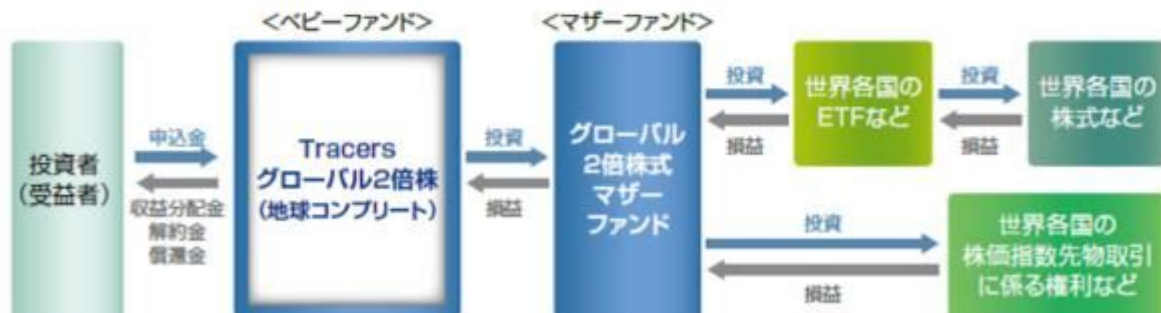 ＜ベビーファンド＞
＜マザーファンド＞
投資者
（受益者）
申込金
収益分配金
解約金
償還金
Tracers
グローバル2倍株
（地球コンプリート）
投資
損益
グローバル
2倍株式
マザー
ファンド
投資
損益
世界各国の
ETFなど
投資
損益
世界各国の
株式など
投資
損益
世界各国の
株価指数先物取引
に係る権利など